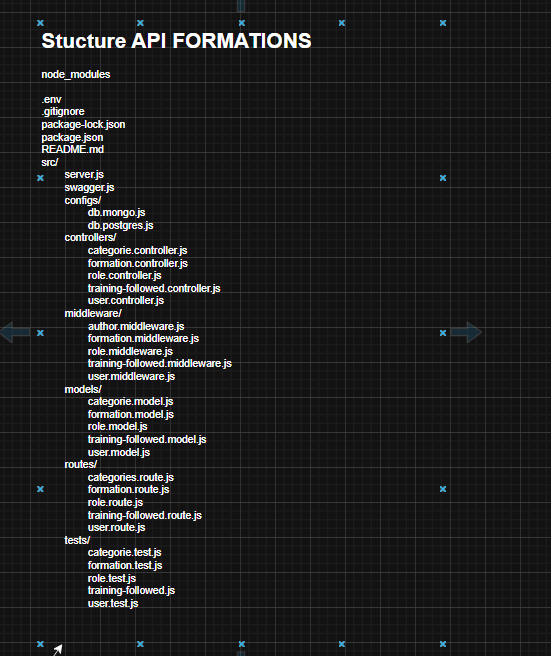 Stucture API FORMATIONS
node_modules
.env
.gitignore
package-lock.json
package.json
README.md
src/
server.js
swagger.js
configs/
db.mongo.js
db.postgres.js
controllers/
categorie.controller.js
formation.controller.js
role.controller.js
training-followed.controller.js
user.controller.js
middleware/
author.middleware.js
formation.middleware.js
role.middleware.js
training-followed.middleware.js
user.middleware.js
models/
categorie.model.js
formation.model.js
role.model.js
training-followed.model.js
user.model.js
routes/
categories.route.js
formation.route.js
role.route.js
training-followed.route.js
user.route.js
tests/
categorie.test.js
formation.test.js
role.test.js
training-followed.js
user.test.js